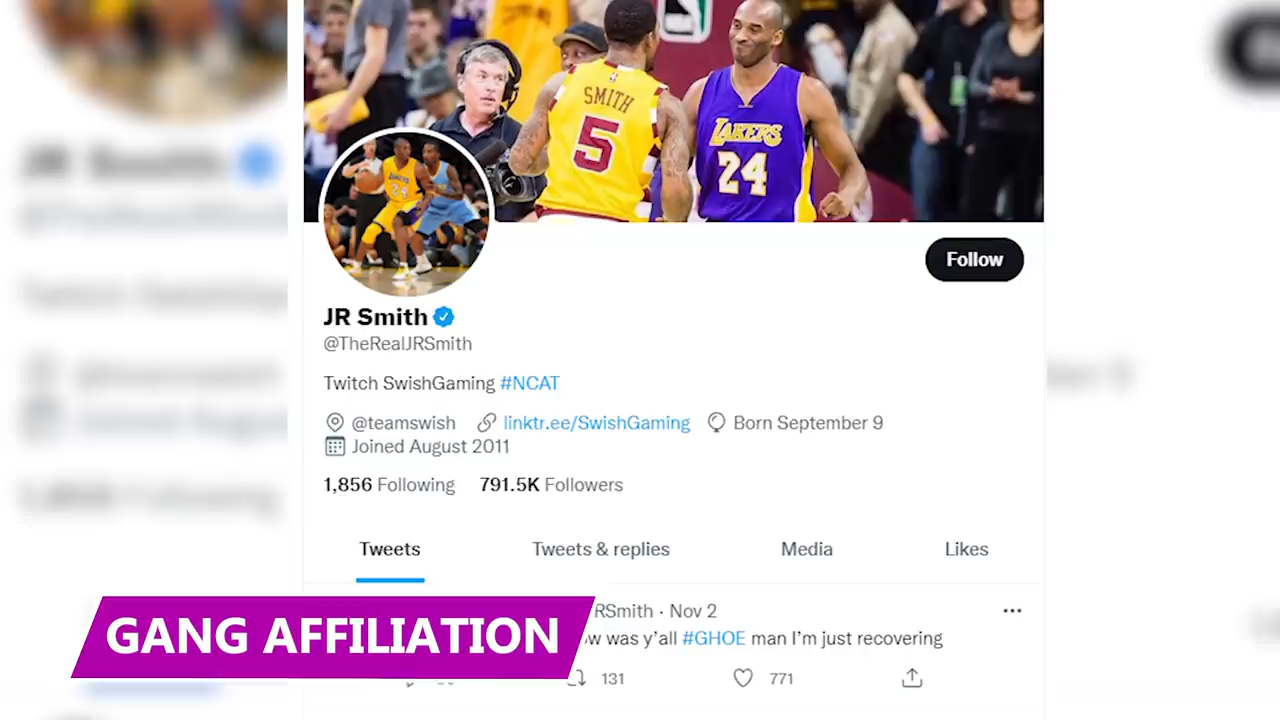 SMITH
5
LAKERS
24
JR Smith
@TheRealJRSmith
Follow
Twitch SwishGaming #NCAT
@teamswish linktr.ee/SwishGaming Born September 9
Joined August 2011
1,856 Following 791.5K Followers
Tweets Tweets & replies Media Likes
RSmith · Nov 2
was y'all #GHOE man I'm just recovering
131 771
GANG AFFILIATION